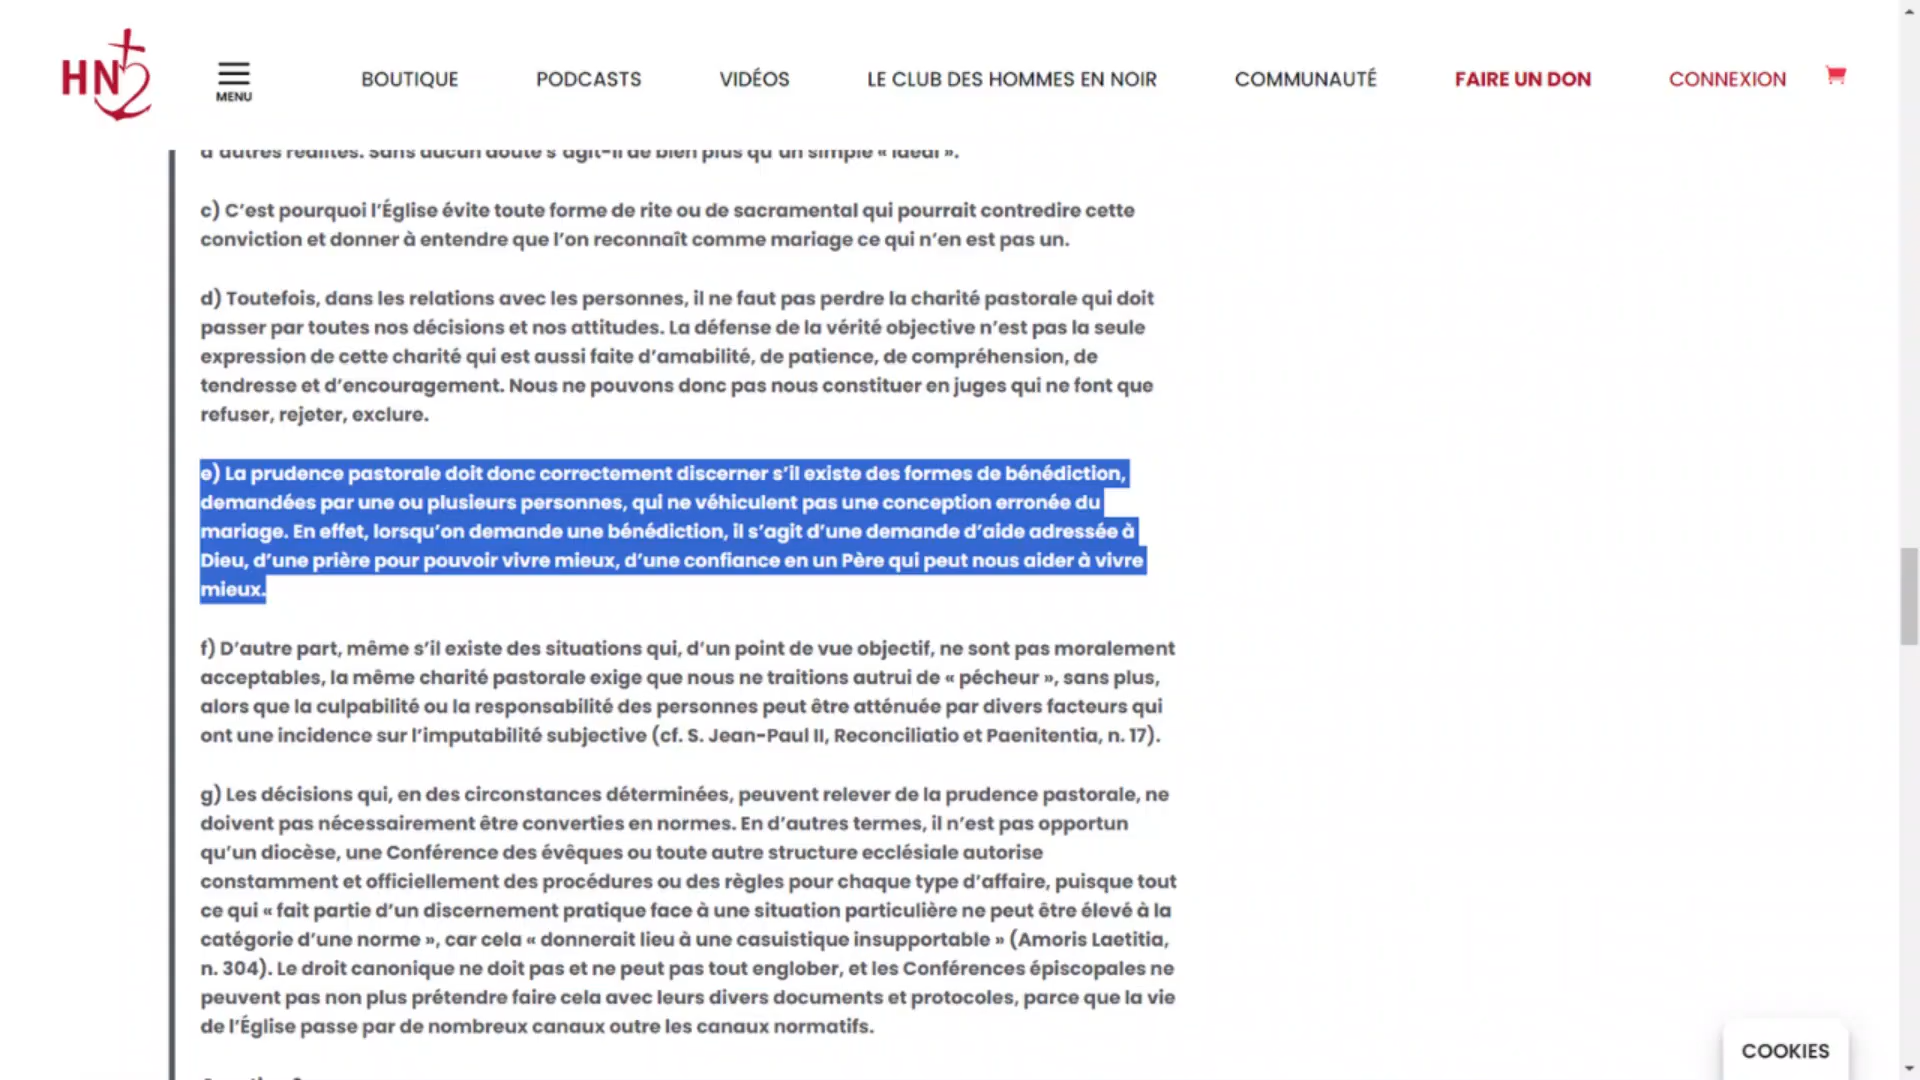 HN
MENU
BOUTIQUE
PODCASTS
VIDÉOS
LE CLUB DES HOMMES EN NOIR
COMMUNAUTÉ
FAIRE UN DON
CONNEXION
d'autres réalités. Sans aucun doute s'agit-il de bien plus qu'un simple « idéal ».
c) C'est pourquoi l'Église évite toute forme de rite ou de sacramental qui pourrait contredire cette
conviction et donner à entendre que l'on reconnaît comme mariage ce qui n'en est pas un.
d) Toutefois, dans les relations avec les personnes, il ne faut pas perdre la charité pastorale qui doit
passer par toutes nos décisions et nos attitudes. La défense de la vérité objective n'est pas la seule
expression de cette charité qui est aussi faite d'amabilité, de patience, de compréhension, de
tendresse et d'encouragement. Nous ne pouvons donc pas nous constituer en juges qui ne font que
refuser, rejeter, exclure.
e) La prudence pastorale doit donc correctement discerner s'il existe des formes de bénédiction,
demandées par une ou plusieurs personnes, qui ne véhiculent pas une conception erronée du
mariage. En effet, lorsqu'on demande une bénédiction, il s'agit d'une demande d'aide adressée à
Dieu, d'une prière pour pouvoir vivre mieux, d'une confiance en un Père qui peut nous aider à vivre
mieux.
f) D'autre part, même s'il existe des situations qui, d'un point de vue objectif, ne sont pas moralement
acceptables, la même charité pastorale exige que nous ne traitions autrui de « pécheur », sans plus,
alors que la culpabilité ou la responsabilité des personnes peut être atténuée par divers facteurs qui
ont une incidence sur l'imputabilité subjective (cf. S. Jean-Paul II, Reconciliatio et Paenitentia, n. 17).
g) Les décisions qui, en des circonstances déterminées, peuvent relever de la prudence pastorale, ne
doivent pas nécessairement être converties en normes. En d'autres termes, il n'est pas opportun
qu'un diocèse, une Conférence des évêques ou toute autre structure ecclésiale autorise
constamment et officiellement des procédures ou des règles pour chaque type d'affaire, puisque tout
ce qui « fait partie d'un discernement pratique face à une situation particulière ne peut être élevé à la
catégorie d'une norme », car cela « donnerait lieu à une casuistique insupportable » (Amoris Laetitia,
n. 304). Le droit canonique ne doit pas et ne peut pas tout englober, et les Conférences épiscopales ne
peuvent pas non plus prétendre faire cela avec leurs divers documents et protocoles, parce que la vie
de l'Église passe par de nombreux canaux outre les canaux normatifs.
COOKIES